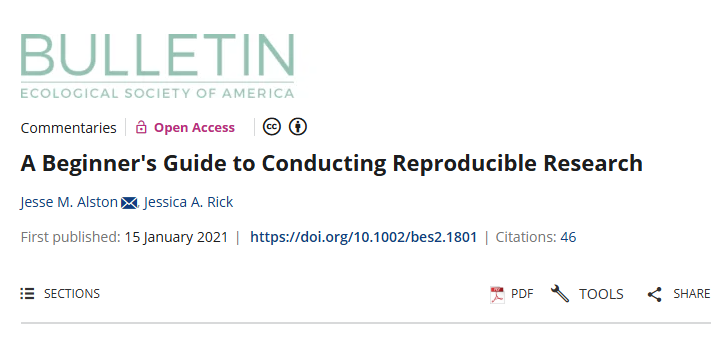 BULLETIN
ECOLOGICAL SOCIETY OF AMERICA
Commentaries Open Access cc
A Beginner's Guide to Conducting Reproducible Research
Jesse M. Alston, Jessica A. Rick
First published: 15 January 2021 | https://doi.org/10.1002/bes2.1801 | Citations: 46
SECTIONS PDF TOOLS SHARE